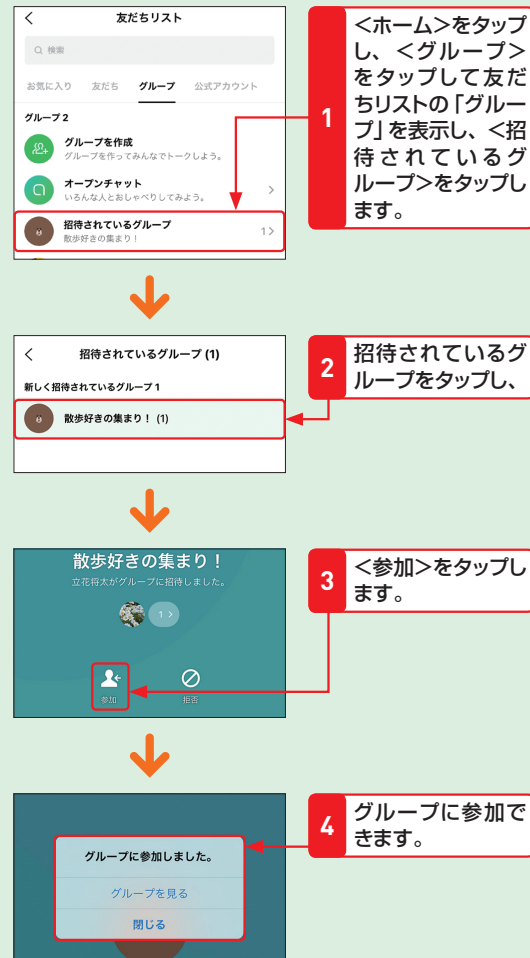 友だちリスト
検索
お気に入り 友だち グループ 公式アカウント
グループ 2
グループを作成
グループを作ってみんなでトークしよう。
オープンチャット
いろんな人とおしゃべりしてみよう。
招待されているグループ
1
散歩好きの集まり！
1
<ホーム>をタップ
し、<グループ>
をタップして友だ
ちリストの「グルー
プ」を表示し、<招
待されているグ
ループ>をタップし
ます。
招待されているグループ (1)
新しく招待されているグループ 1
散歩好きの集まり！ (1)
2
招待されているグ
ループをタップし、
散歩好きの集まり！
立花将太がグループに招待しました。
1
参加 拒否
3
<参加>をタップし
ます。
グループに参加しました。
グループを見る
閉じる
4
グループに参加で
きます。